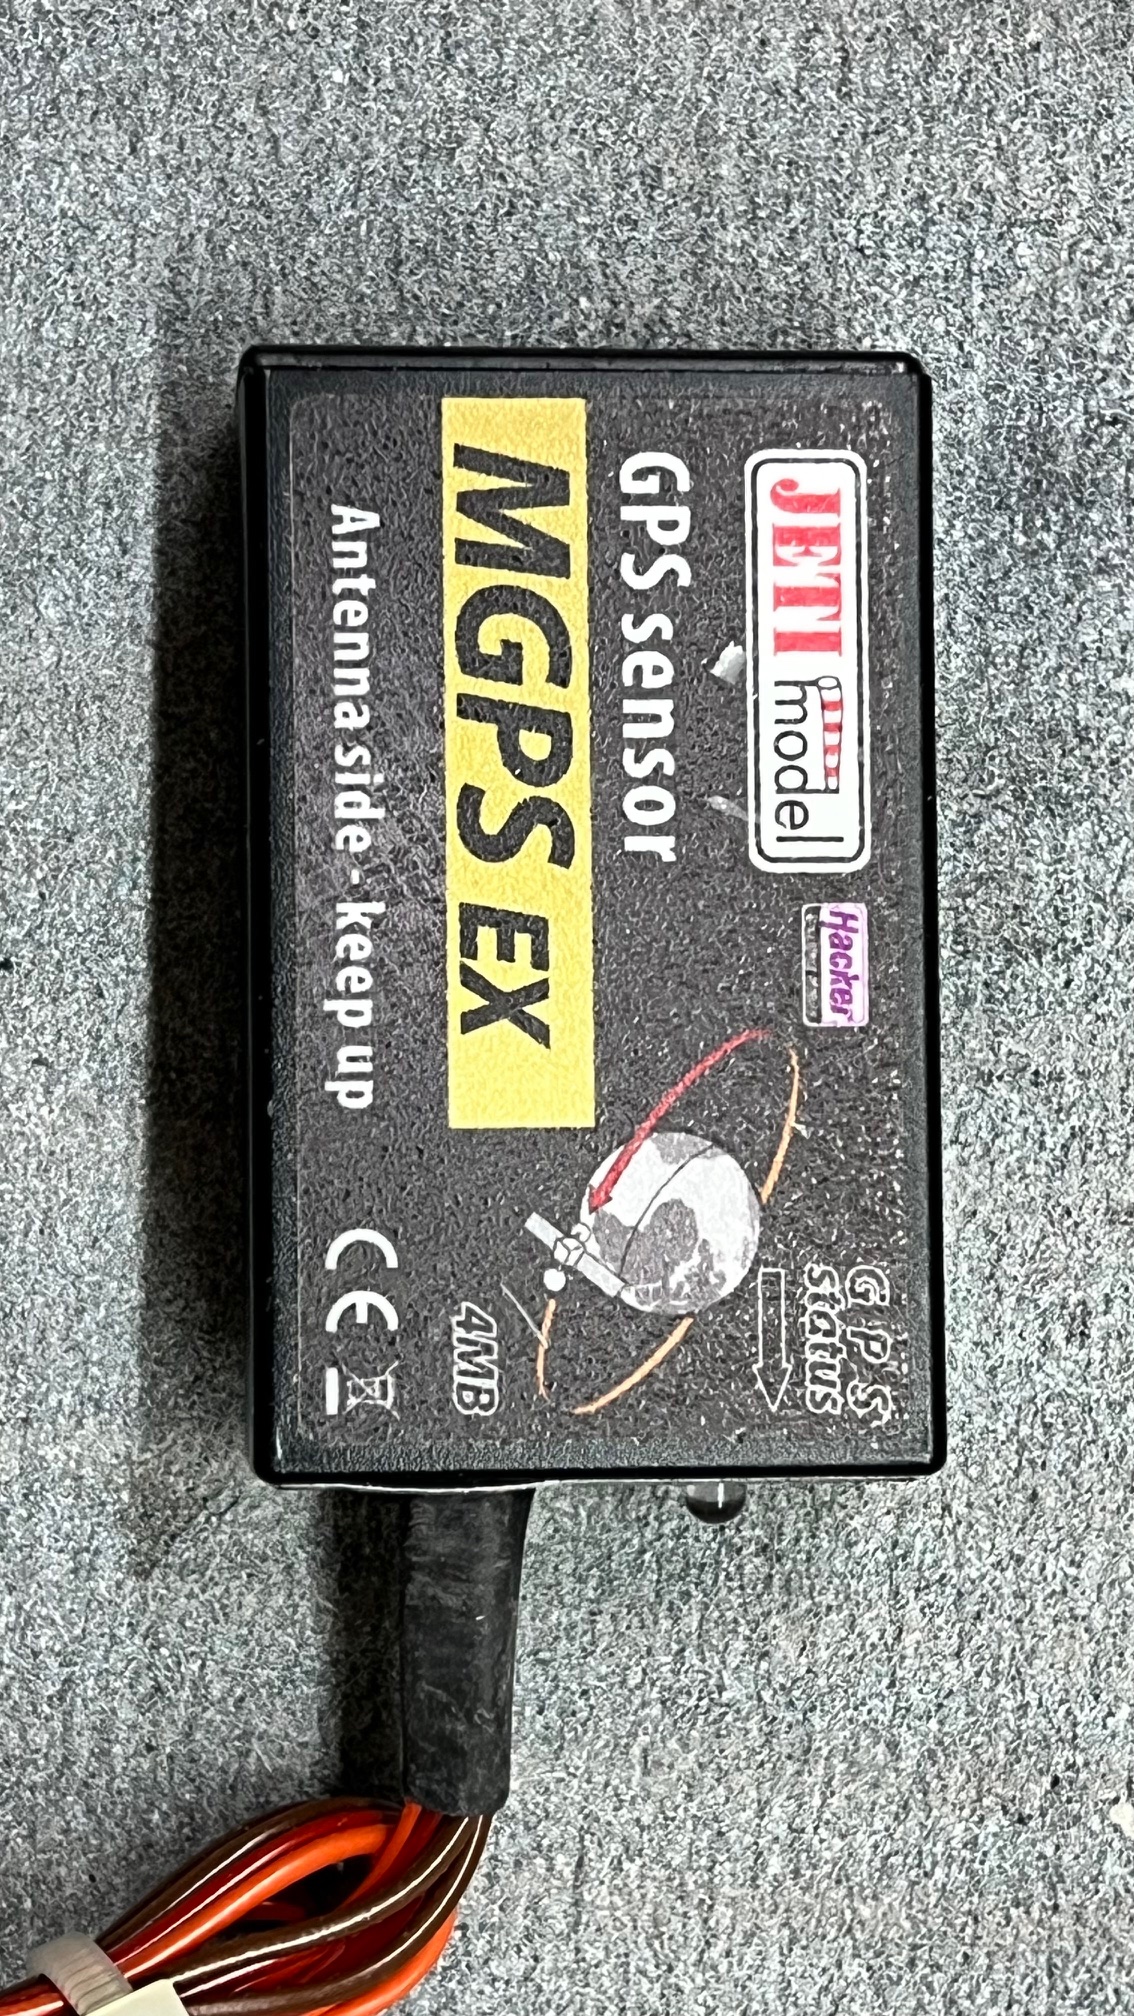 JETI model
Hacker
GPS
status
GPS sensor
MGPS EX
4MB
Antenna side - keep up
CE